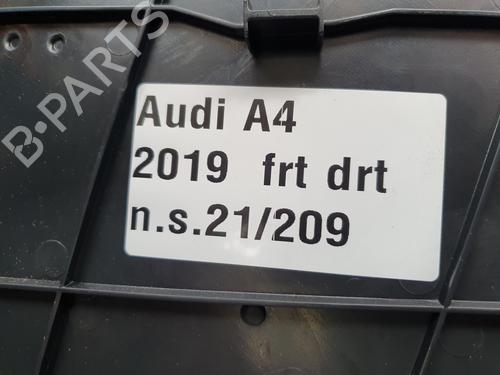 B-PARTS
Audi A4
2019 frt drt
n.s.21/209